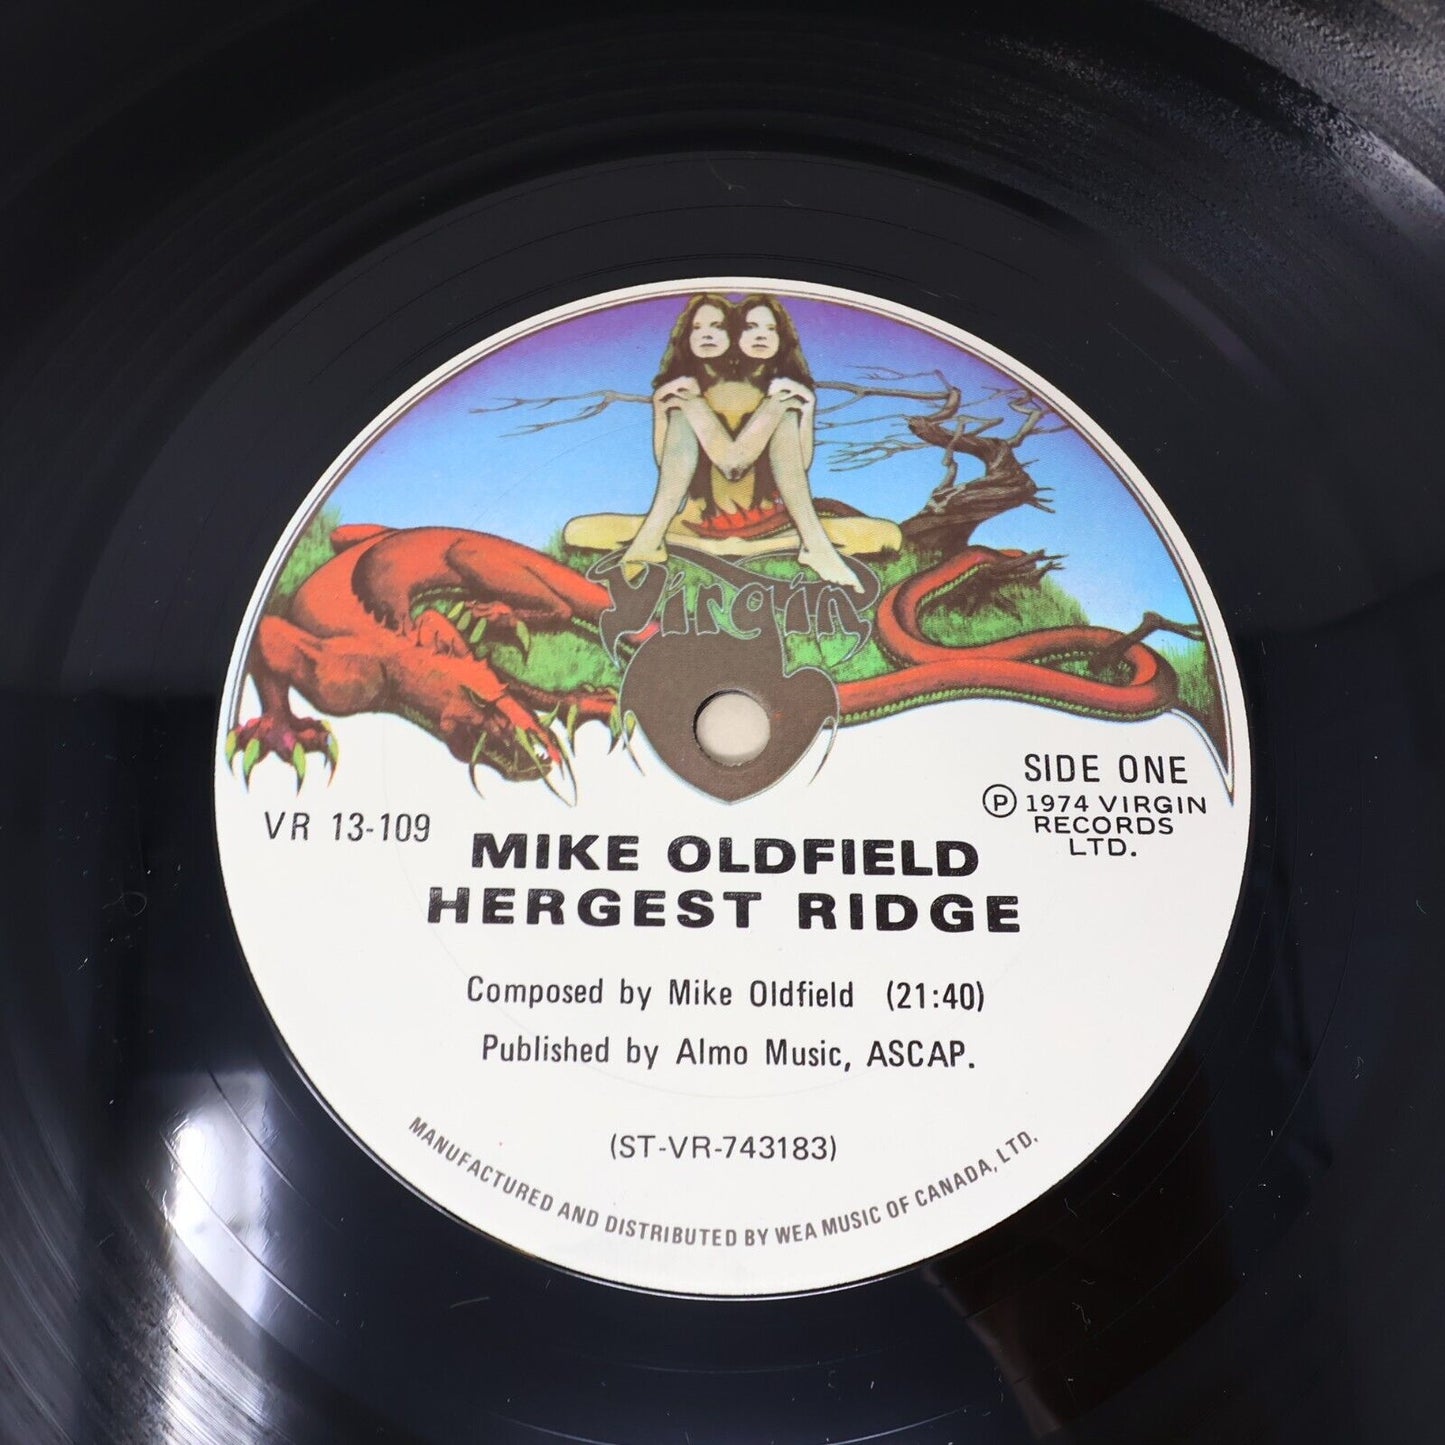 Virgin
SIDE ONE
Ⓟ 1974 VIRGIN
RECORDS
LTD.
VR 13-109
MIKE OLDFIELD
HERGEST RIDGE
Composed by Mike Oldfield (21:40)
Published by Almo Music, ASCAP.
(ST-VR-743183)
MANUFACTURED AND DISTRIBUTED BY WEA MUSIC OF CANADA, LTD.